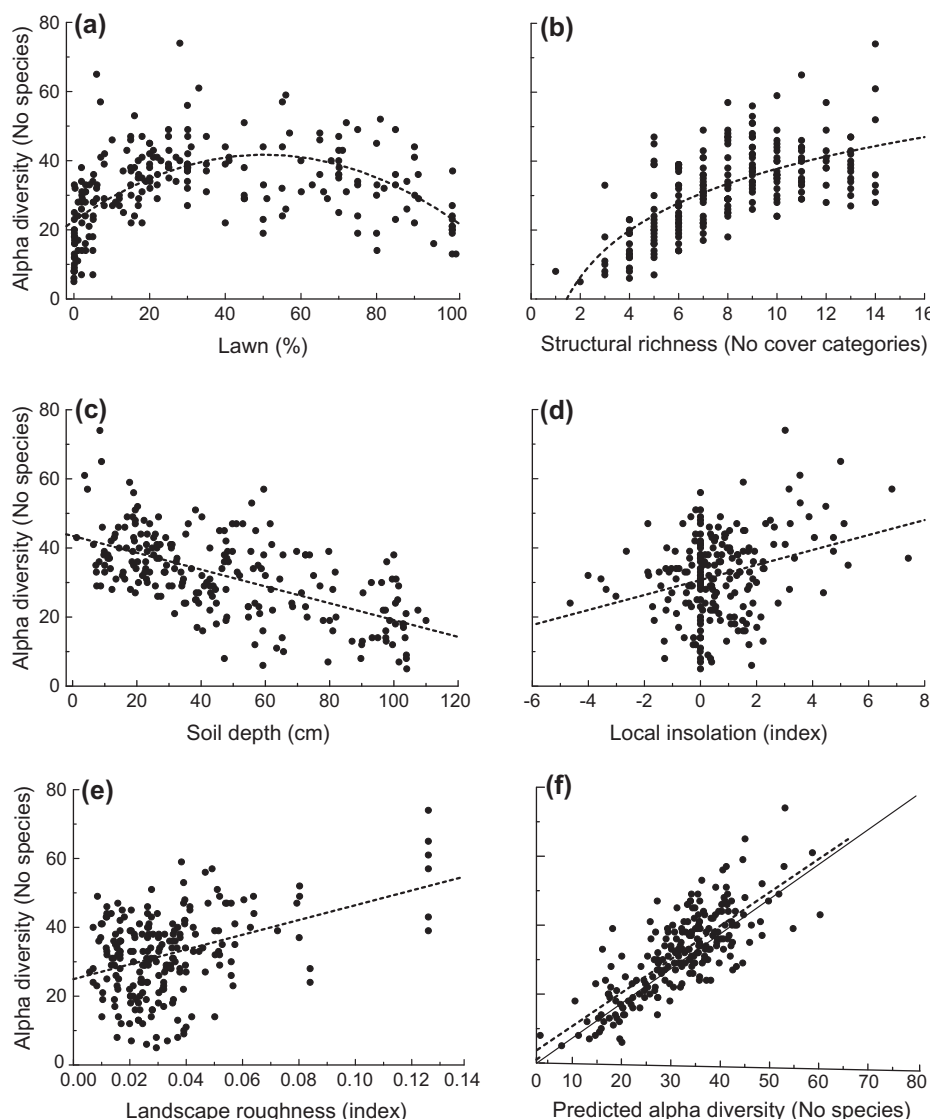 (a)
(b)
80
60
40
20
0
Alpha diversity (No species)
0 20 40 60 80 100
Lawn (%)
0 2 4 6 8 10 12 14 16
Structural richness (No cover categories)
(c)
(d)
80
60
40
20
0
Alpha diversity (No species)
0 20 40 60 80 100 120
Soil depth (cm)
-6 -4 -2 0 2 4 6 8
Local insolation (index)
(e)
(f)
80
60
40
20
0
Alpha diversity (No species)
0.00 0.02 0.04 0.06 0.08 0.10 0.12 0.14
Landscape roughness (index)
0 10 20 30 40 50 60 70 80
Predicted alpha diversity (No species)